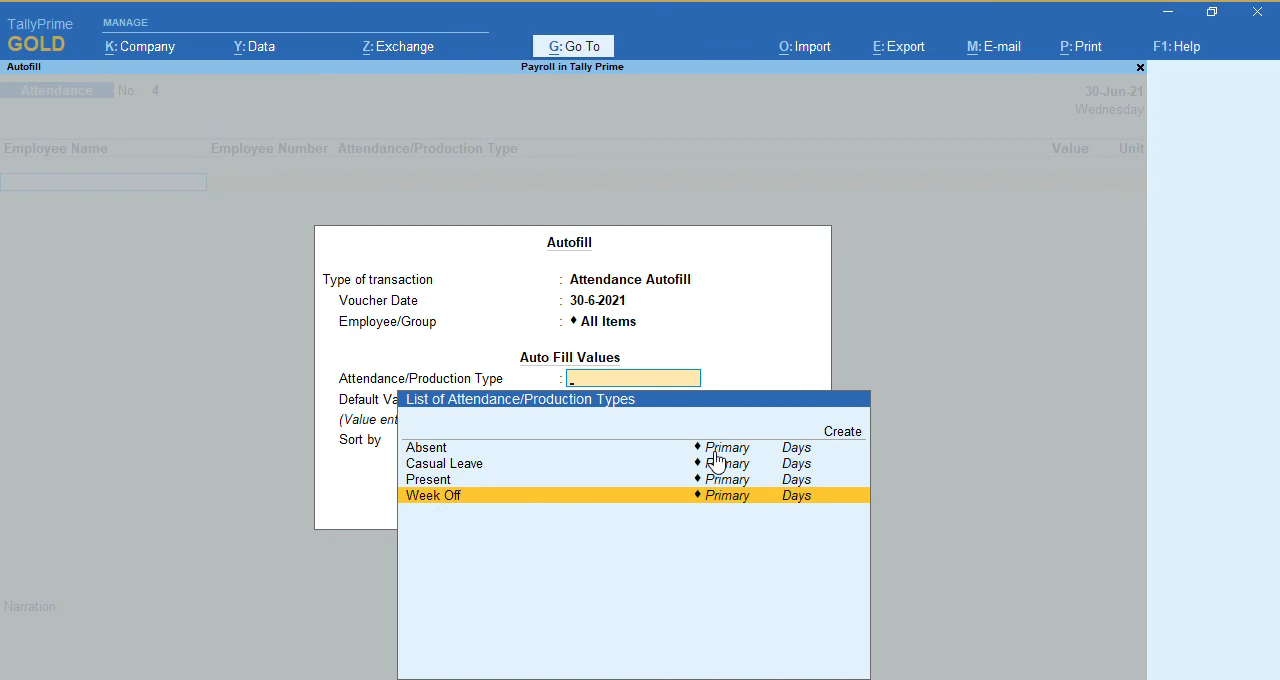 TallyPrime
GOLD
MANAGE
K: Company Y: Data Z: Exchange G: Go To O: Import E: Export M: E-mail P: Print F1: Help
Autofill Payroll in Tally Prime
Attendance No. 4 30-Jun-21
Wednesday
Employee Name Employee Number Attendance/Production Type Value Unit
Autofill
Type of transaction : Attendance Autofill
Voucher Date : 30-6-2021
Employee/Group : ♦ All Items
Auto Fill Values
Attendance/Production Type :
Default Va
(Value ent
Sort by
List of Attendance/Production Types
Create
Absent ♦ Primary Days
Casual Leave ♦ Primary Days
Present ♦ Primary Days
Week Off ♦ Primary Days
Narration: